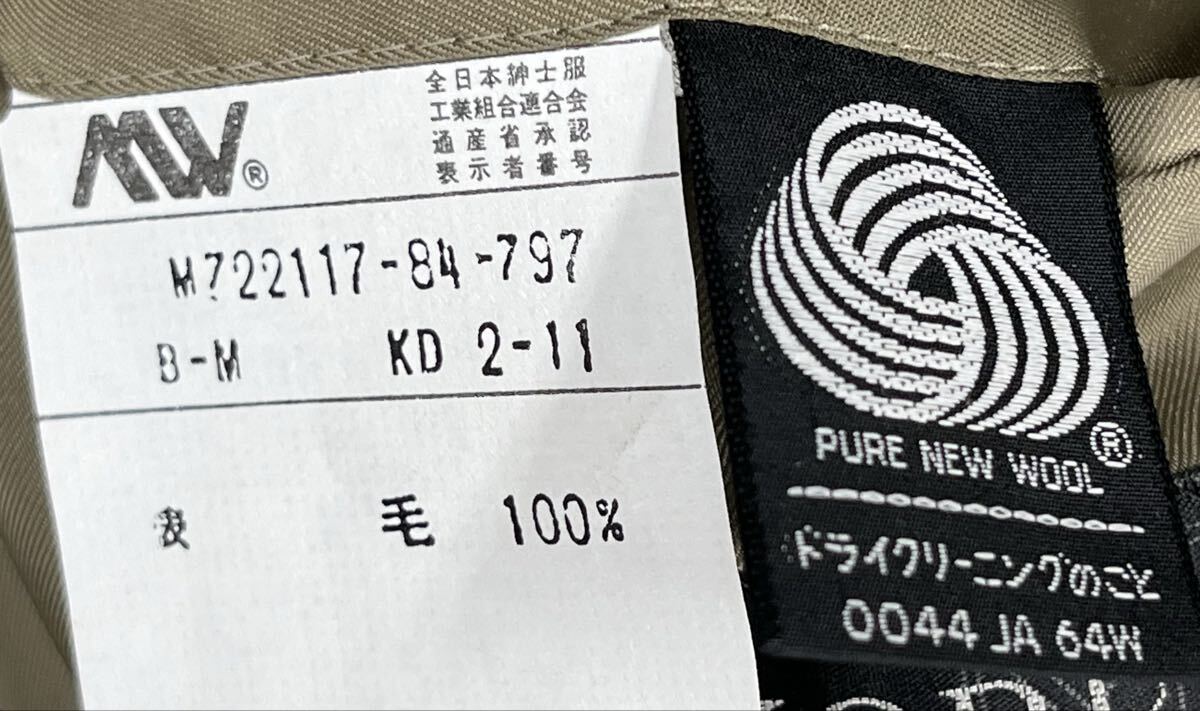 MW®
全日本紳士服
工業組合連合会
通産省承認
表示者番号
M722117-84-797
B-M KD 2-11
表 毛 100%
PURE NEW WOOL®
ドライクリーニングのこと
0044 JA 64W